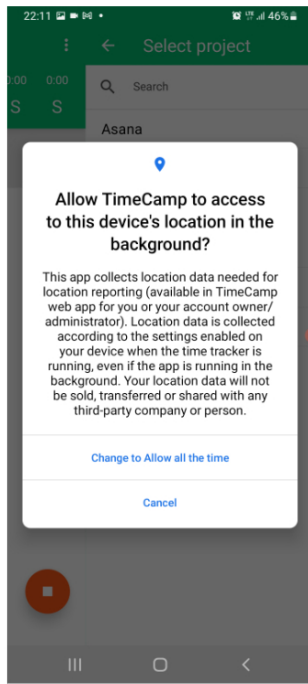 22:11
46%
Select project
0:00 0:00
S S
Search
Asana
Allow TimeCamp to access
to this device's location in the
background?
This app collects location data needed for
location reporting (available in TimeCamp
web app for you or your account owner/
administrator). Location data is collected
according to the settings enabled on
your device when the time tracker is
running, even if the app is running in the
background. Your location data will not
be sold, transferred or shared with any
third-party company or person.
Change to Allow all the time
Cancel